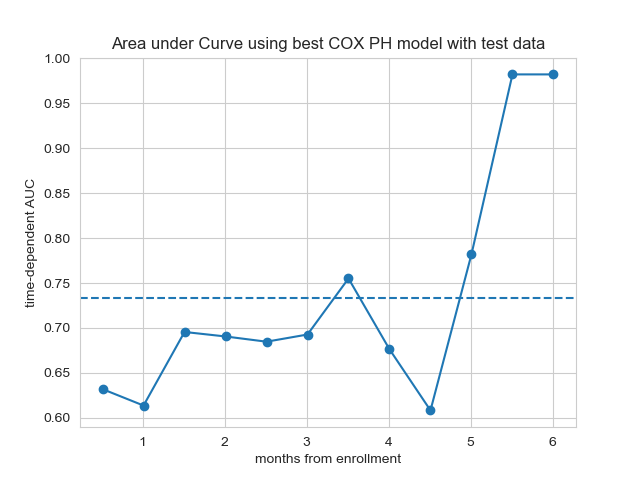 Area under Curve using best COX PH model with test data
1.00
0.95
0.90
0.85
0.80
0.75
0.70
0.65
0.60
time-dependent AUC
1 2 3 4 5 6
months from enrollment